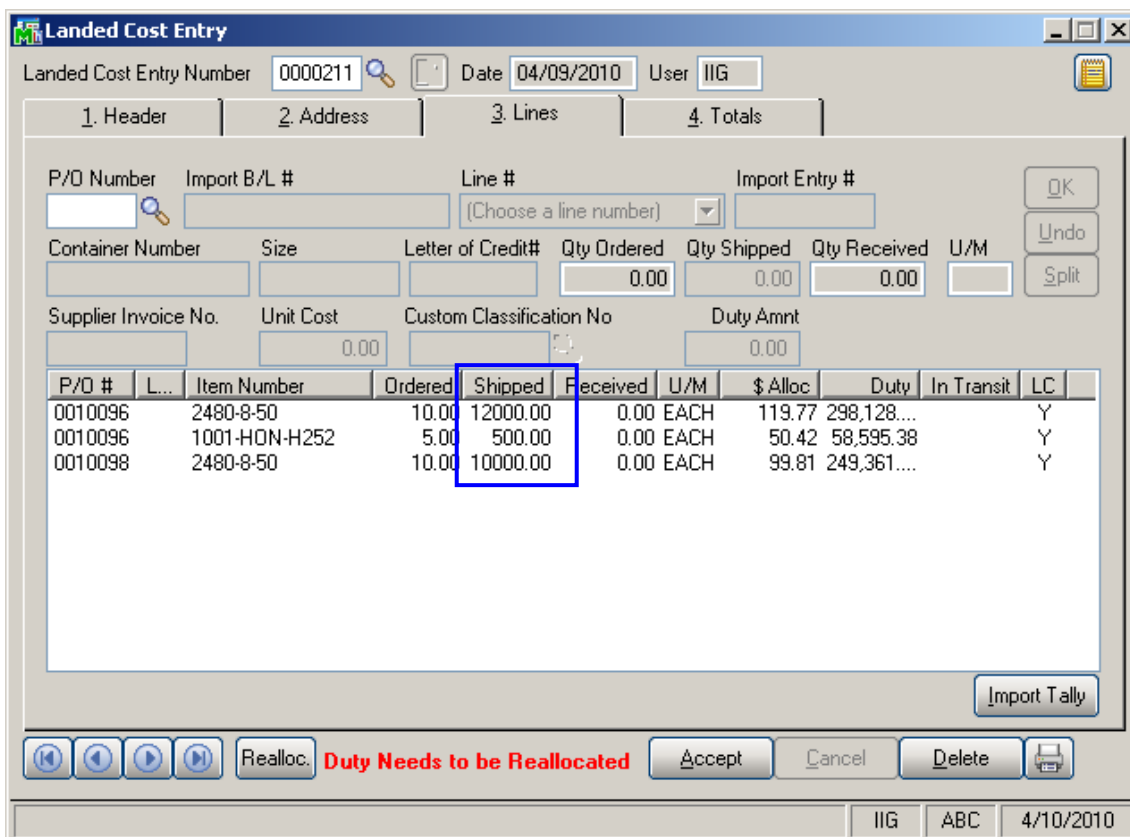 Landed Cost Entry
Landed Cost Entry Number 0000211 Date 04/09/2010 User IIG
1. Header 2. Address 3. Lines 4. Totals
P/O Number Import B/L # Line # Import Entry #
(Choose a line number)
OK
Container Number Size Letter of Credit# Qty Ordered Qty Shipped Qty Received U/M
Undo
0.00 0.00 0.00
Split
Supplier Invoice No. Unit Cost Custom Classification No Duty Amnt
0.00 0.00
P/O # L... Item Number Ordered Shipped Received U/M $ Alloc Duty In Transit LC
0010096 2480-8-50 10.00 12000.00 0.00 EACH 119.77 298,128.... Y
0010096 1001-HON-H252 5.00 500.00 0.00 EACH 50.42 58,595.38 Y
0010098 2480-8-50 10.00 10000.00 0.00 EACH 99.81 249,361.... Y
Import Tally
Realloc. Duty Needs to be Reallocated Accept Cancel Delete
IIG ABC 4/10/2010